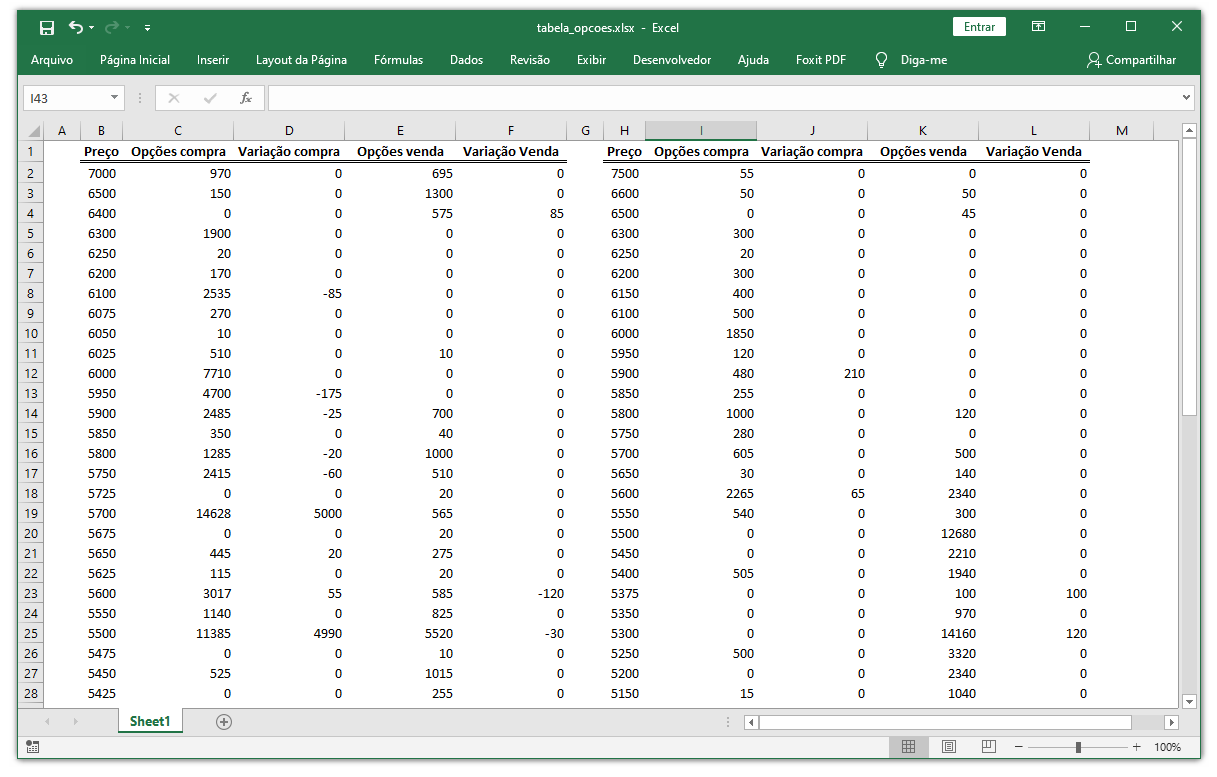 tabela_opcoes.xlsx - Excel Entrar
Arquivo Página Inicial Inserir Layout da Página Fórmulas Dados Revisão Exibir Desenvolvedor Ajuda Foxit PDF Diga-me Compartilhar
I43 fx
A B C D E F G H I J K L M
1 Preço Opções compra Variação compra Opções venda Variação Venda Preço Opções compra Variação compra Opções venda Variação Venda
2 7000 970 0 695 0 7500 55 0 0 0
3 6500 150 0 1300 0 6600 50 0 50 0
4 6400 0 0 575 85 6500 0 0 45 0
5 6300 1900 0 0 0 6300 300 0 0 0
6 6250 20 0 0 0 6250 20 0 0 0
7 6200 170 0 0 0 6200 300 0 0 0
8 6100 2535 -85 0 0 6150 400 0 0 0
9 6075 270 0 0 0 6100 500 0 0 0
10 6050 10 0 0 0 6000 1850 0 0 0
11 6025 510 0 10 0 5950 120 0 0 0
12 6000 7710 0 0 0 5900 480 210 0 0
13 5950 4700 -175 0 0 5850 255 0 0 0
14 5900 2485 -25 700 0 5800 1000 0 120 0
15 5850 350 0 40 0 5750 280 0 0 0
16 5800 1285 -20 1000 0 5700 605 0 500 0
17 5750 2415 -60 510 0 5650 30 0 140 0
18 5725 0 0 20 0 5600 2265 65 2340 0
19 5700 14628 5000 565 0 5550 540 0 300 0
20 5675 0 0 20 0 5500 0 0 12680 0
21 5650 445 20 275 0 5450 0 0 2210 0
22 5625 115 0 20 0 5400 505 0 1940 0
23 5600 3017 55 585 -120 5375 0 0 100 100
24 5550 1140 0 825 0 5350 0 0 970 0
25 5500 11385 4990 5520 -30 5300 0 0 14160 120
26 5475 0 0 10 0 5250 500 0 3320 0
27 5450 525 0 1015 0 5200 0 0 2340 0
28 5425 0 0 255 0 5150 15 0 1040 0
Sheet1
100%